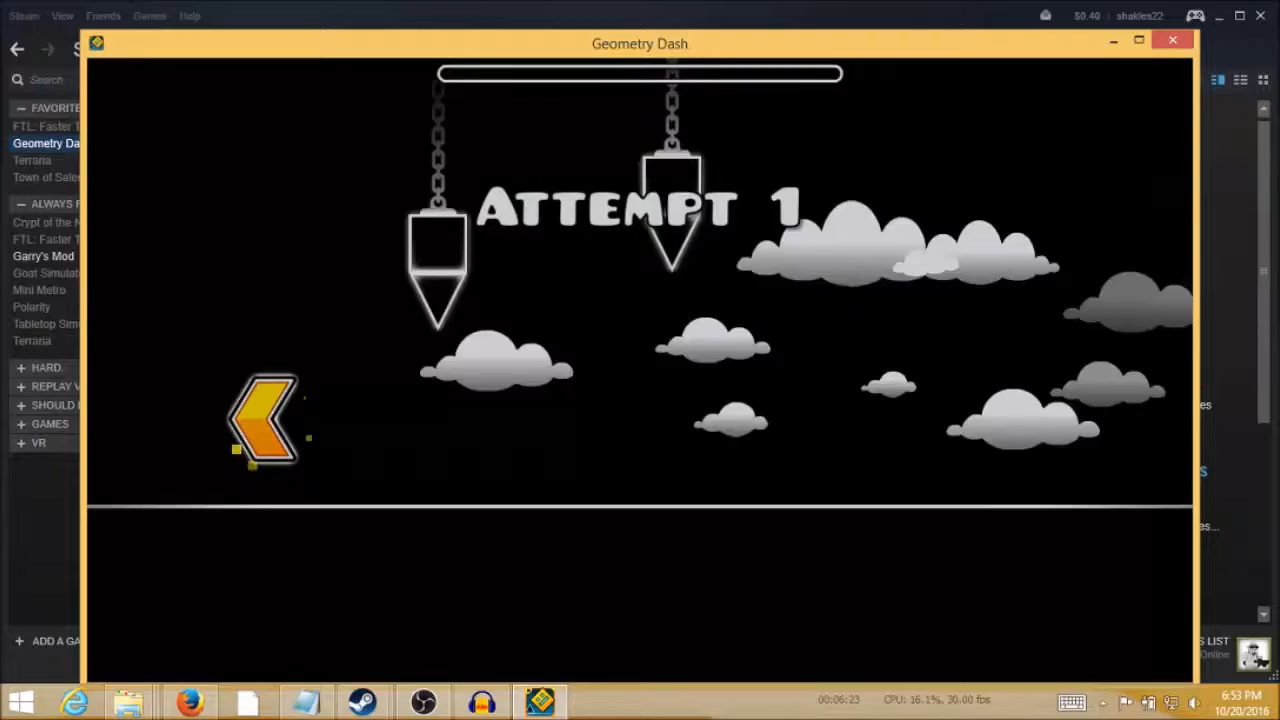 Steam View Friends Games Help
$0.40 shakles22
Geometry Dash
Search
FAVORITE
FTL: Faster T
Geometry Da
Terraria
Town of Sale
ALWAYS
Crypt of the N
FTL: Faster T
Garry's Mod
Goat Simulat
Mini Metro
Polarity
Tabletop Sim
Terraria
HARD.
REPLAY V
SHOULD
GAMES
VR
ATTEMPT 1
ADD A GA
S LIST
Online
00:06:23 CPU: 16.1%, 30.00 fps
6:53 PM
10/20/2016